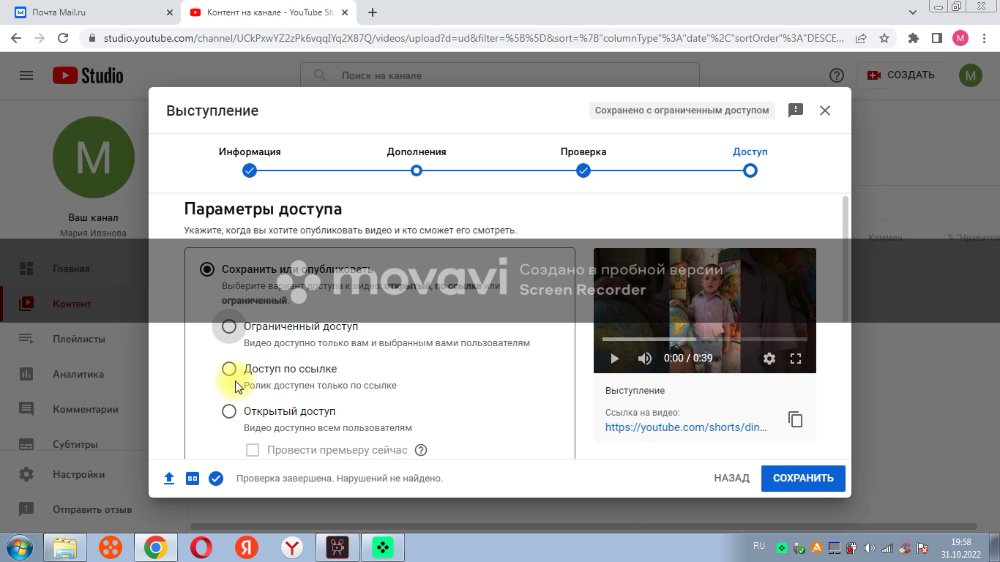 Почта Mail.ru
Контент на канале - YouTube Stu
studio.youtube.com/channel/UCkPxwYZ2zPk6vqqIYq2X87Q/videos/upload?d=ud&filter=%5B%5D&sort=%7B"columnType"%3A"date"%2C"sortOrder"%3A"DESCE...
M
Studio
Поиск на канале
СОЗДАТЬ
M
Выступление
Сохранено с ограниченным доступом
M
Информация
Дополнения
Проверка
Доступ
Параметры доступа
Укажите, когда вы хотите опубликовать видео и кто сможет его смотреть.
Ваш канал
Мария Иванова
Коммен...
% "Нравится
Главная
Контент
Плейлисты
Аналитика
Комментарии
Субтитры
Настройки
Отправить отзыв
Сохранить или опубликовать
Выберите вариант доступа к видео: открытый, по ссылке или
ограниченный.
movavi
Создано в пробной версии
Screen Recorder
Ограниченный доступ
Видео доступно только вам и выбранным вами пользователям
Доступ по ссылке
Ролик доступен только по ссылке
Открытый доступ
Видео доступно всем пользователям
Провести премьеру сейчас
0:00 / 0:39
Выступление
Ссылка на видео:
https://youtube.com/shorts/din...
SD
Проверка завершена. Нарушений не найдено.
НАЗАД
СОХРАНИТЬ
Я
Y
RU
19:58
31.10.2022